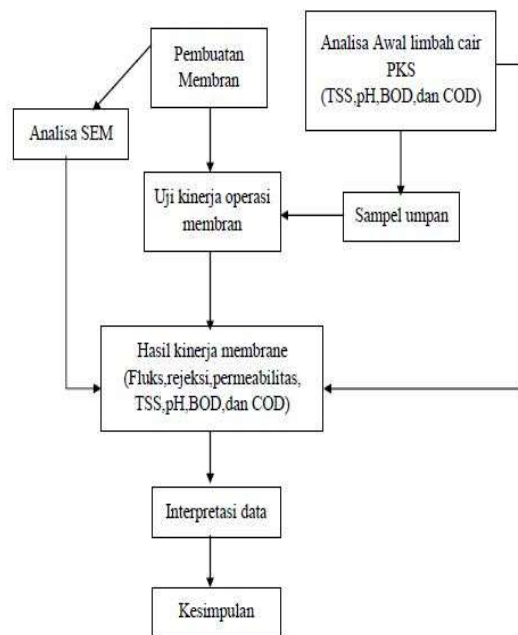 Pembuatan
Membran
Analisa Awal limbah cair
PKS
(TSS,pH,BOD,dan COD)
Analisa SEM
Uji kinerja operasi
membran
Sampel umpan
Hasil kinerja membrane
(Fluks,rejeksi,permeabilitas,
TSS,pH,BOD,dan COD)
Interpretasi data
Kesimpulan